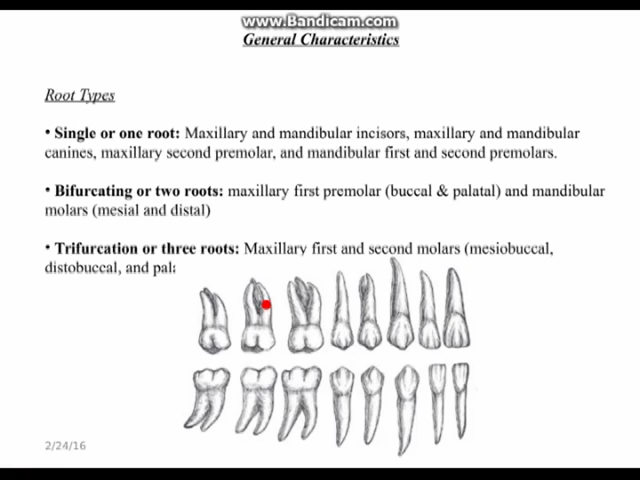 www.Bandicam.com
General Characteristics
Root Types
• Single or one root: Maxillary and mandibular incisors, maxillary and mandibular
canines, maxillary second premolar, and mandibular first and second premolars.
• Bifurcating or two roots: maxillary first premolar (buccal & palatal) and mandibular
molars (mesial and distal)
• Trifurcation or three roots: Maxillary first and second molars (mesiobuccal,
distobuccal, and
2/24/16